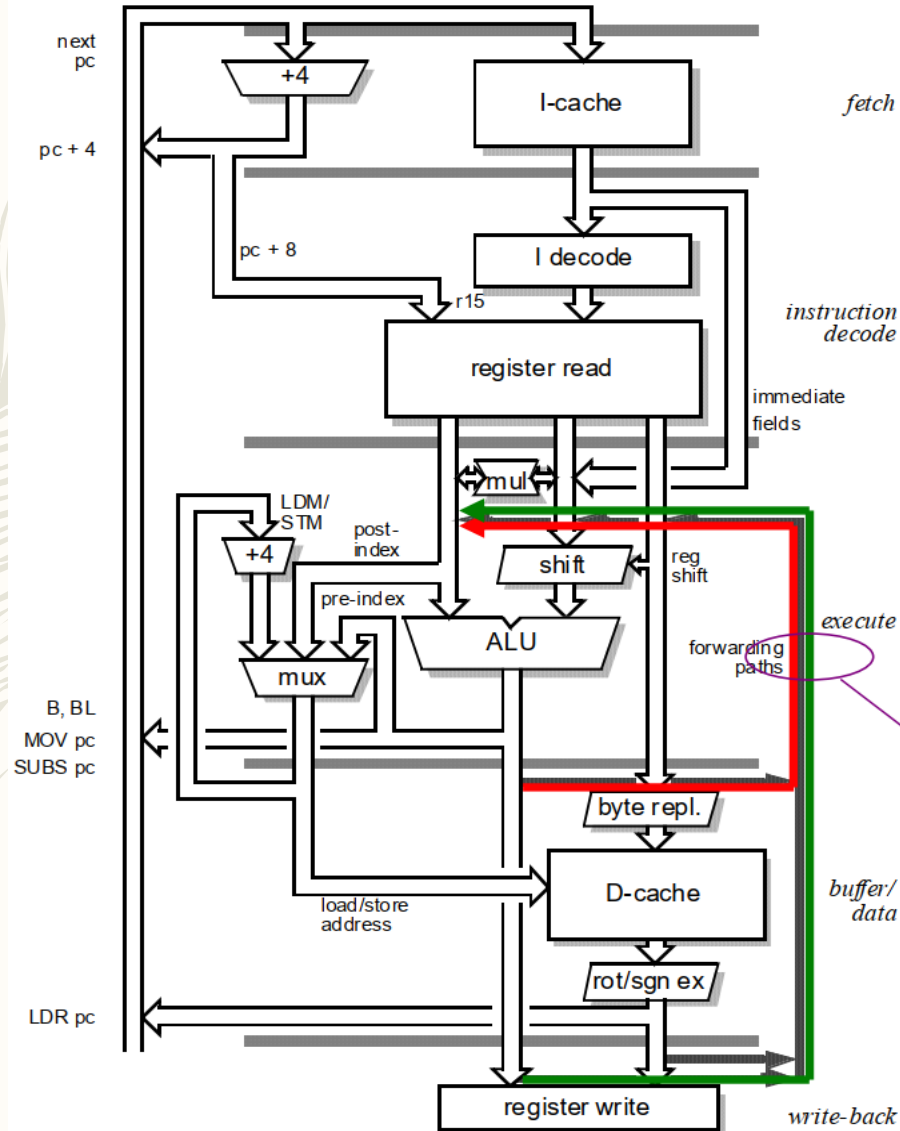 next
pc
+4
I-cache
fetch
pc + 4
pc + 8
I decode
r15
instruction
decode
register read
immediate
fields
mul
LDM/
STM
post-
index
+4
shift
reg
shift
pre-index
ALU
execute
forwarding
paths
mux
B, BL
MOV pc
SUBS pc
byte repl.
D-cache
buffer/
data
load/store
address
rot/sgn ex
LDR pc
register write
write-back